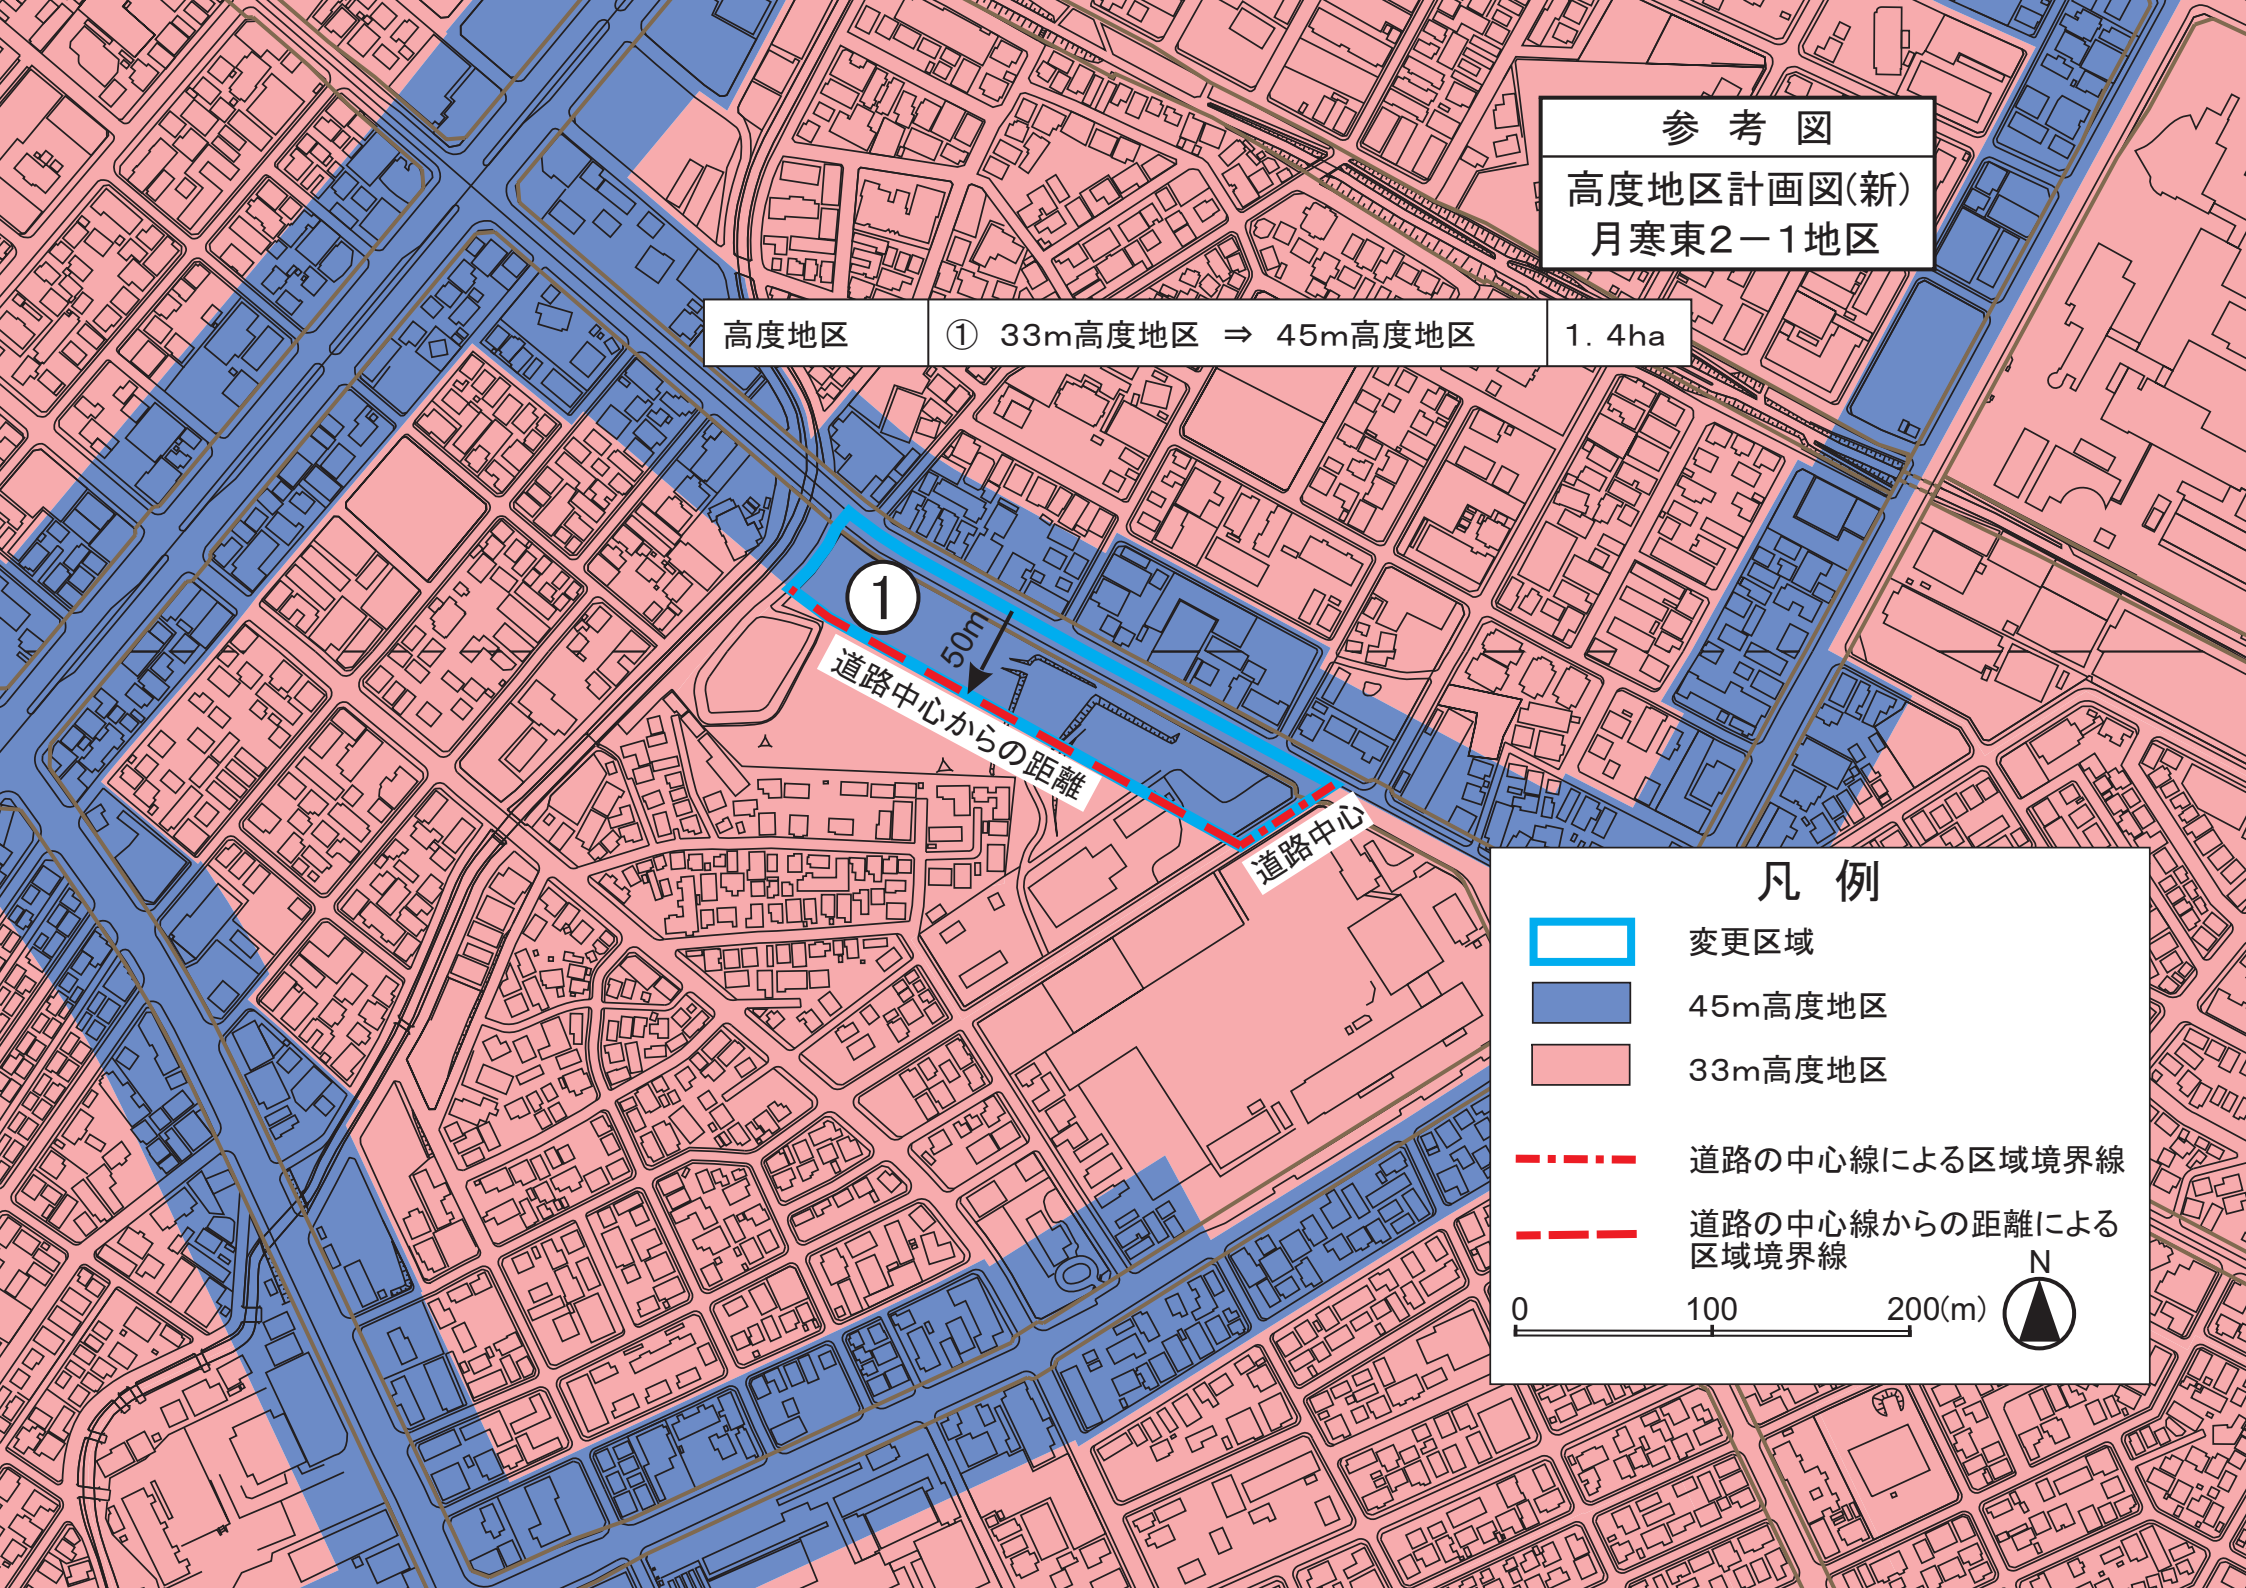 参 考 図
高度地区計画図(新)
月寒東2－1地区
高度地区 ① 33m高度地区 ⇒ 45m高度地区 1. 4ha
1
50m
道路中心からの距離
道路中心
凡 例
変更区域
45m高度地区
33m高度地区
道路の中心線による区域境界線
道路の中心線からの距離による
区域境界線
N
0 100 200(m)